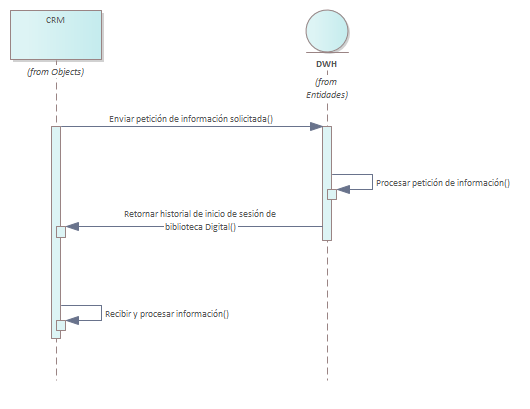 CRM
(from Objects)
DWH
(from
Entidades)
Enviar petición de información solicitada()
Procesar petición de información()
Retornar historial de inicio de sesión de
biblioteca Digital()
Recibir y procesar información()